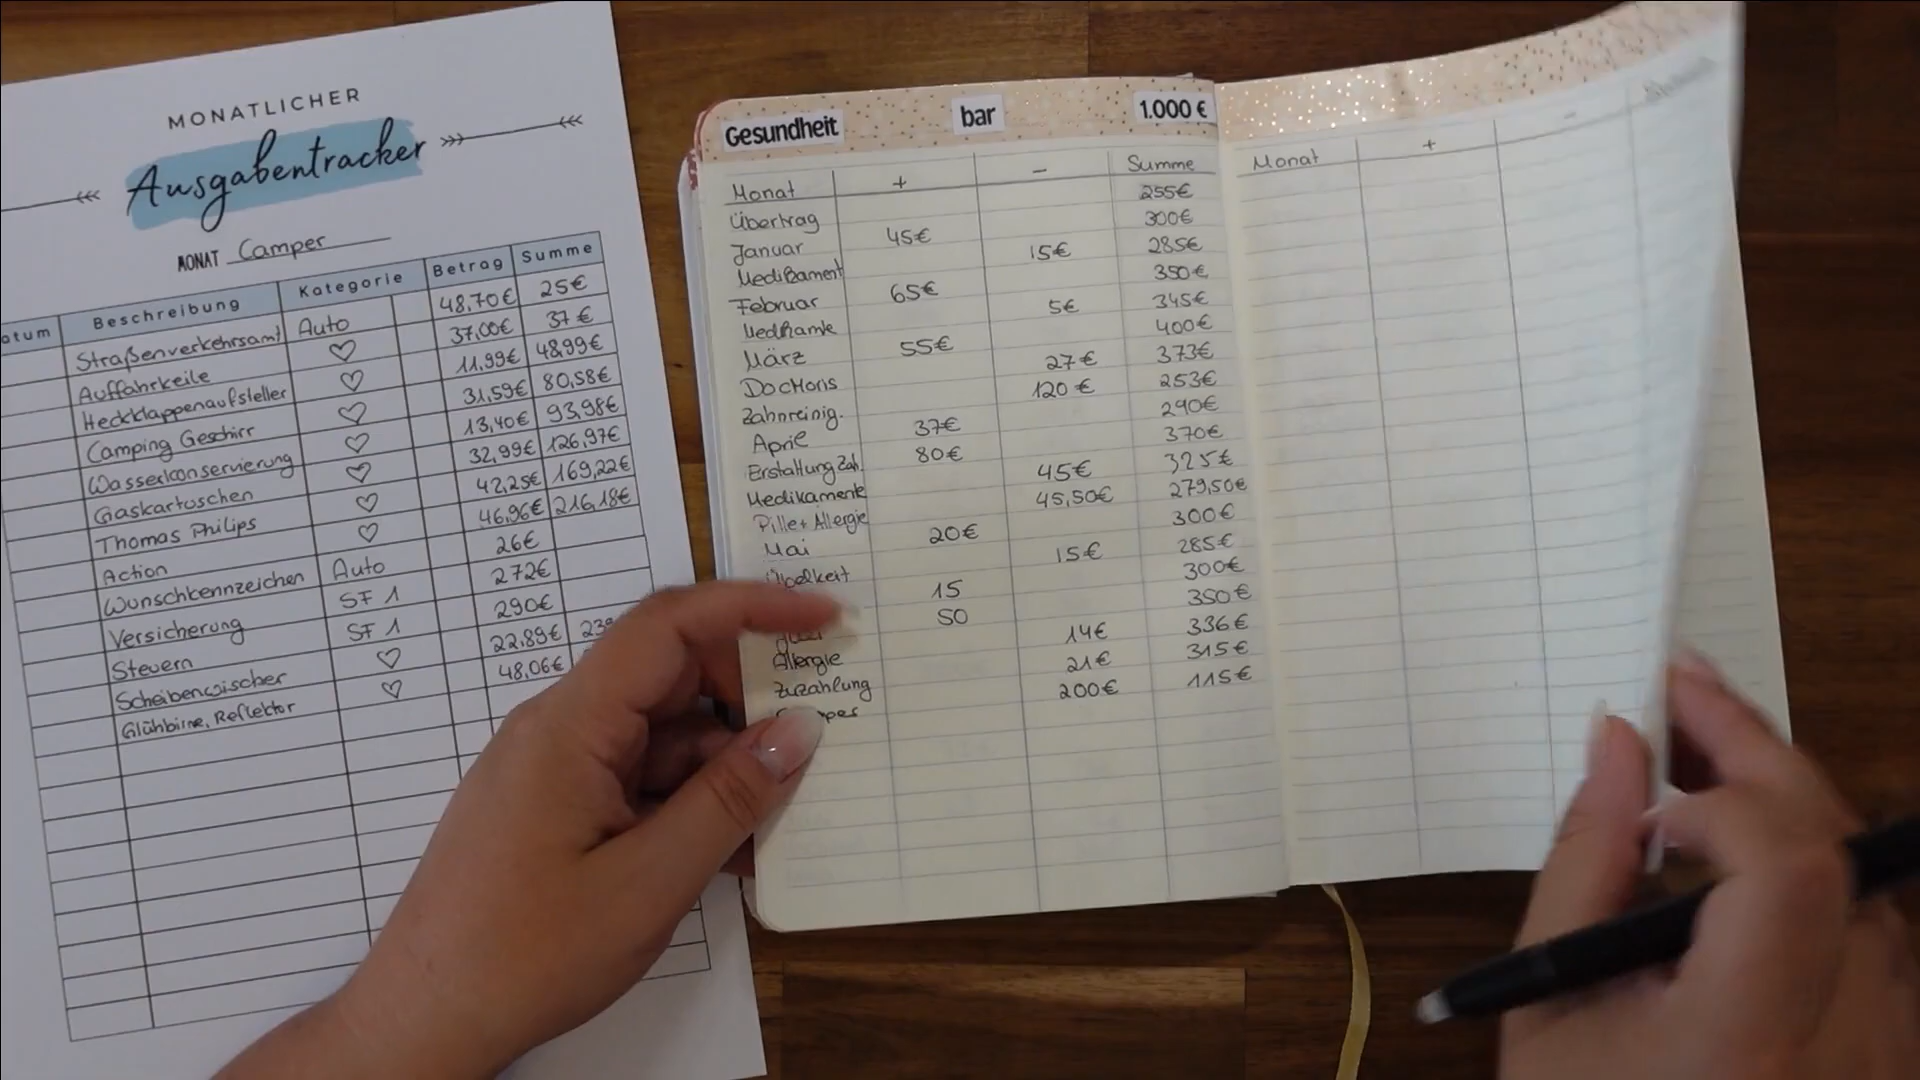 MONATLICHER
Ausgabentracker
MONAT Camper
atum Beschreibung Kategorie Betrag Summe
Straßenverkehrsamt Auto 48,70€ 25€
Auffahrkeile ♡ 37,00€ 37€
Heckklappenaufsteller ♡ 11,99€ 48,99€
Camping Geschirr ♡ 31,59€ 80,58€
Wasserkonservierung ♡ 13,40€ 93,98€
Gaskartuschen ♡ 32,99€ 126,97€
Thomas Philips ♡ 42,25€ 169,22€
Action ♡ 46,96€ 216,18€
Wunschkennzeichen Auto 26€
Versicherung SF 1 272€
Steuern SF 1 290€
Scheibenwischer ♡ 22,89€
Glühbirne, Reflektor ♡ 48,06€
Gesundheit bar 1.000 €
Monat + - Summe
Übertrag 255€
Januar 45€ 300€
Medikament 15€ 285€
Februar 65€ 350€
5€ 345€
März 55€ 400€
DocMoris 27€ 373€
Zahnreinig. 120€ 253€
April 37€ 290€
Erstattung Zah. 80€ 370€
Medikamente 45€ 325€
Pille+ Allergie 45,50€ 279,50€
Mai 20€ 300€
Übelkeit 15€ 285€
15 300€
50 350€
Allergie 14€ 336€
Zuzahlung 21€ 315€
200€ 115€
Monat + -